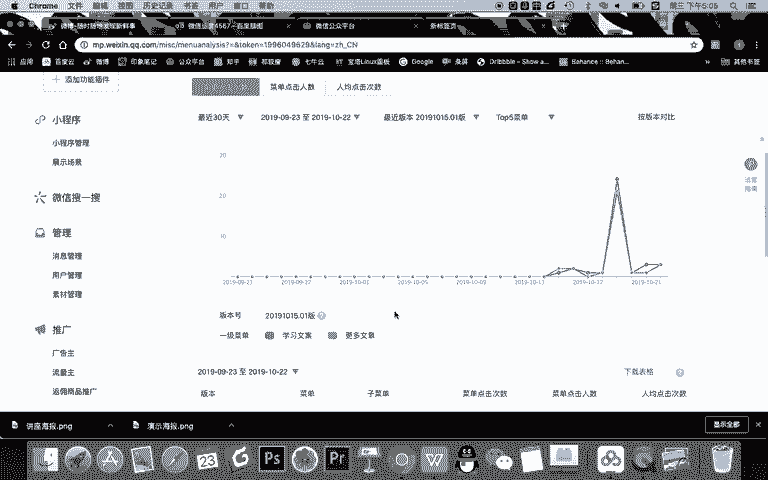 Chrome 文件 编辑 视图 历史记录 书签 用户 窗口 帮助
微信公众平台
新标签页
mp.weixin.qq.com/misc/menuanalysis?=&token=1996049629&lang=zh_CN
应用 百度云 微博 印象笔记 公众平台 知乎 七牛云 宝塔Linux面板 Google Dribbble - Show a... Behance :: Behan... 其他书签
添加功能插件
菜单点击人数 人均点击次数
小程序
小程序管理
展示场景
微信搜一搜
管理
消息管理
用户管理
素材管理
推广
广告主
流量主
返佣商品推广
最近30天 2019-09-23 至 2019-10-22 最近版本 20191015.01版 Top5菜单 按版本对比
30
20
10
2019-09-23 2019-09-27 2019-10-01 2019-10-05 2019-10-09 2019-10-13 2019-10-17 2019-10-21
版本号 20191015.01版
一级菜单 学习文案 更多文章
2019-09-23 至 2019-10-22 下载表格
版本 菜单 子菜单 菜单点击次数 菜单点击人数 人均点击次数
讲座海报.png 演示海报.png 显示全部
23 Ps Pr